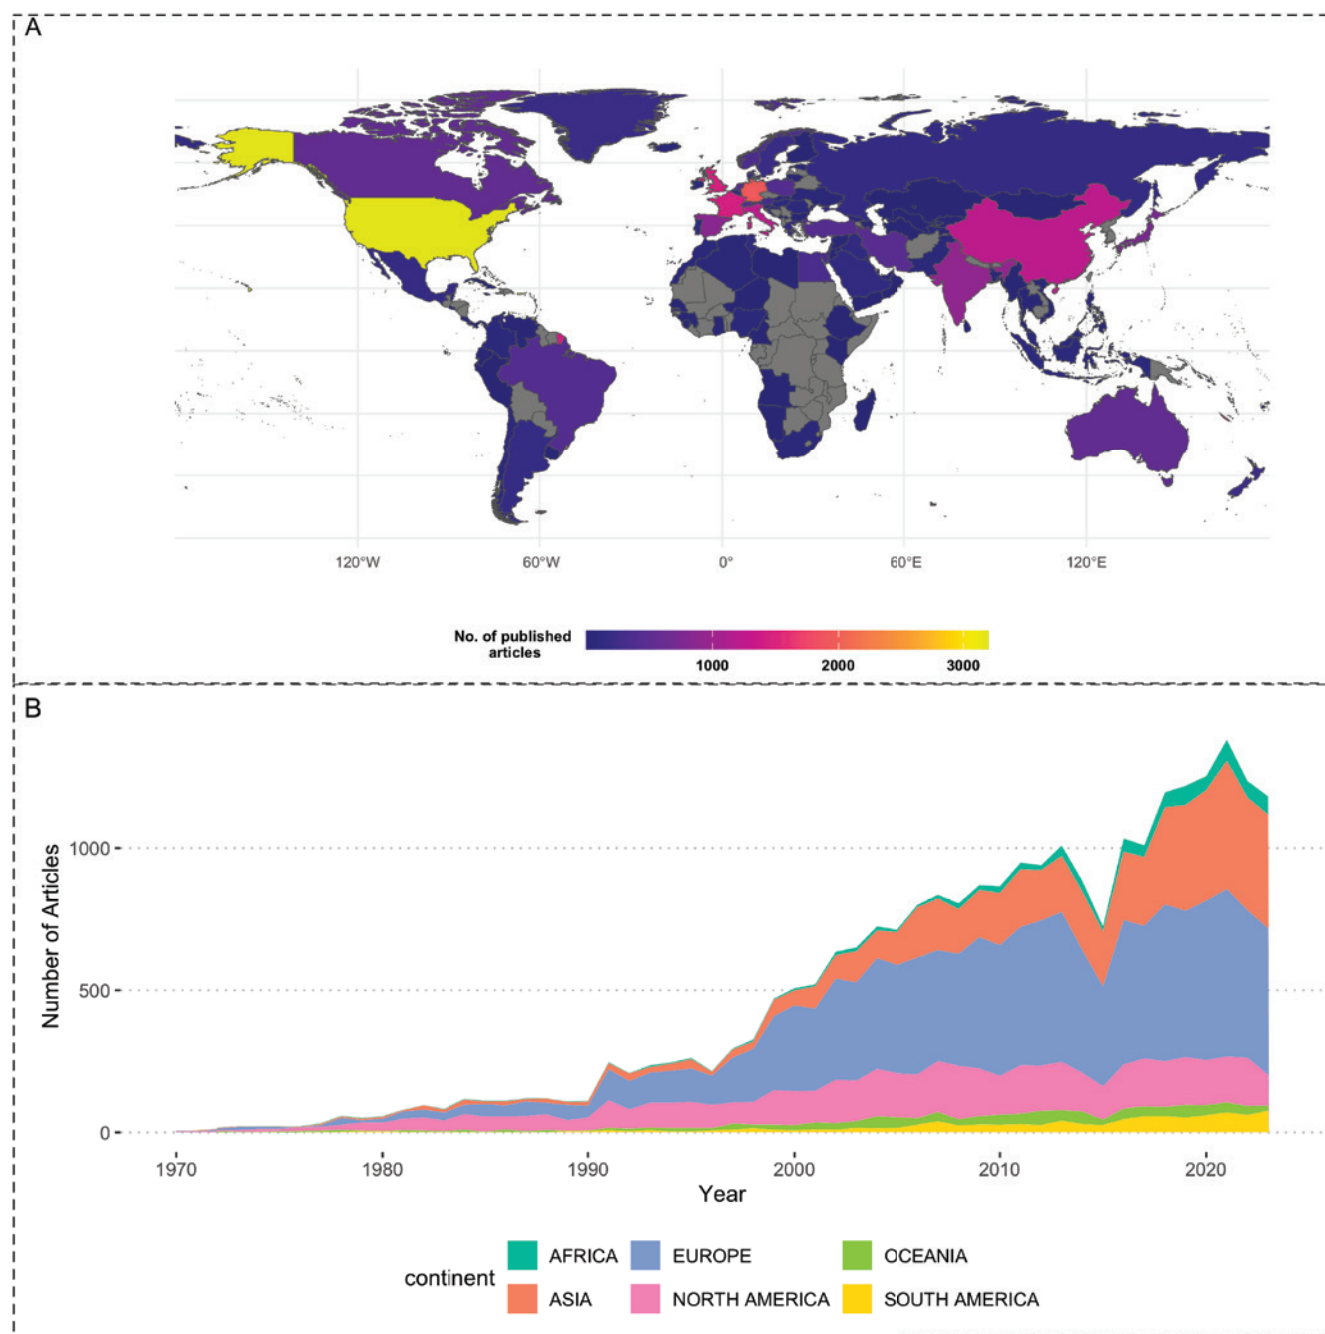 A
120°W 60°W 0° 60°E 120°E
No. of published
articles
1000 2000 3000
B
Number of Articles
1000
500
0
1970 1980 1990 2000 2010 2020
Year
continent
AFRICA EUROPE OCEANIA
ASIA NORTH AMERICA SOUTH AMERICA